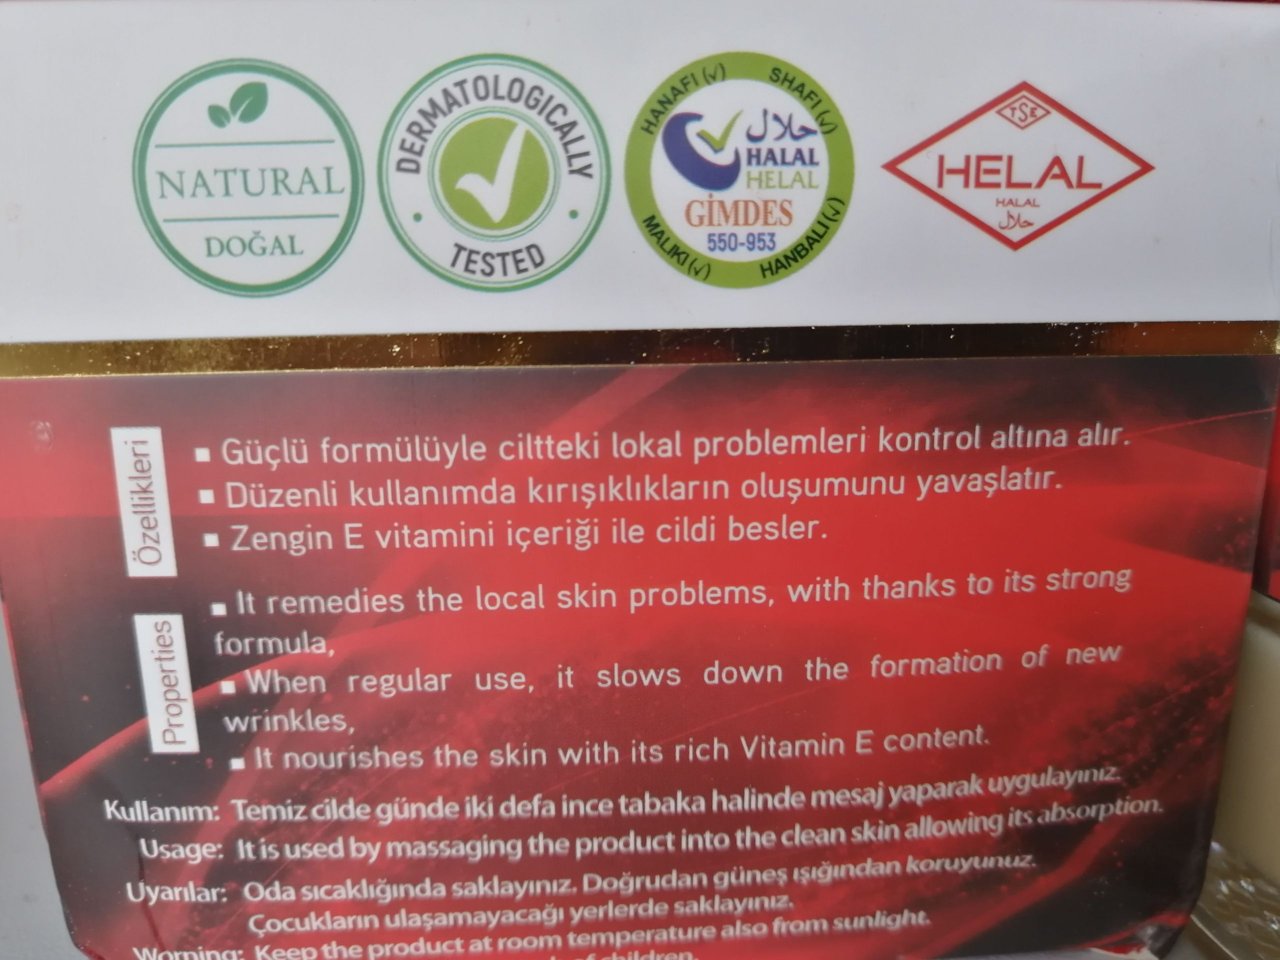 NATURAL
DOĞAL
DERMATOLOGICALLY
TESTED
HANAFI (√)
SHAFI (√)
حلال
HALAL
HELAL
GİMDES
550-953
MALIKI (√)
HANBALI (√)
TSE
HELAL
HALAL
حلال
Özellikleri
▪ Güçlü formülüyle ciltteki lokal problemleri kontrol altına alır.
▪ Düzenli kullanımda kırışıklıkların oluşumunu yavaşlatır.
▪ Zengin E vitamini içeriği ile cildi besler.
Properties
▪ It remedies the local skin problems, with thanks to its strong
formula,
▪ When regular use, it slows down the formation of new
wrinkles,
▪ It nourishes the skin with its rich Vitamin E content.
Kullanım: Temiz cilde günde iki defa ince tabaka halinde mesaj yaparak uygulayınız.
Usage: It is used by massaging the product into the clean skin allowing its absorption.
Uyarılar: Oda sıcaklığında saklayınız. Doğrudan güneş ışığından koruyunuz.
Çocukların ulaşamayacağı yerlerde saklayınız.
Worning: Keep the product at room temperature also from sunlight.
of children.